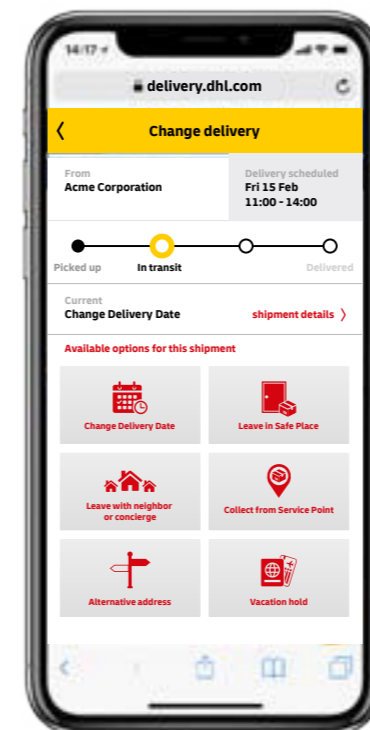 14:17
delivery.dhl.com
Change delivery
From
Acme Corporation
Delivery scheduled
Fri 15 Feb
11:00 - 14:00
Picked up
In transit
Delivered
Current
Change Delivery Date
shipment details
Available options for this shipment
Change Delivery Date
Leave in Safe Place
Leave with neighbor
or concierge
Collect from Service Point
Alternative address
Vacation hold